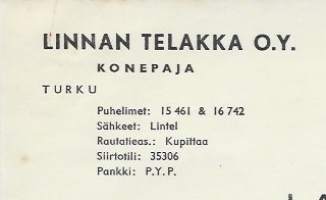 LINNAN TELAKKA O.Y.
KONEPAJA
TURKU
Puhelimet: 15 461 & 16 742
Sähkeet: Lintel
Rautatieas.: Kupittaa
Siirtotili: 35306
Pankki: P.Y.P.